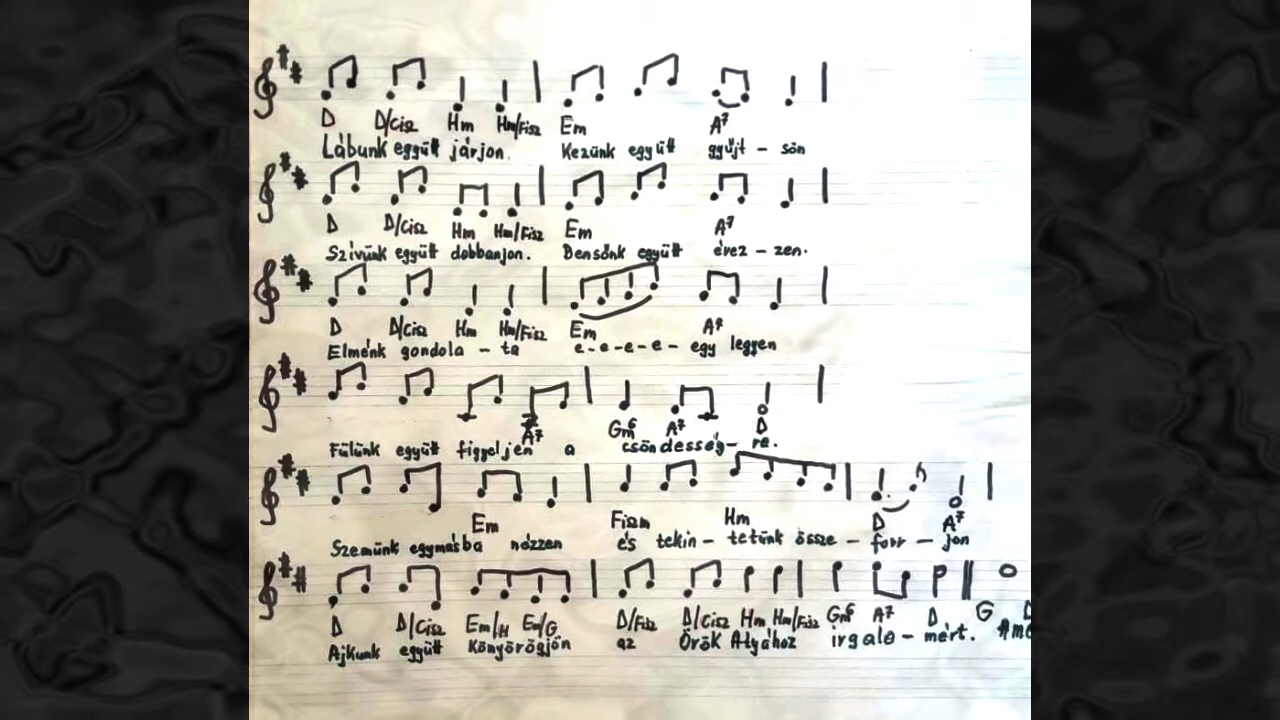 D D/Cisz Hm Hm/Fisz Em A7
Lábunk együtt járjon. Kezünk együtt gyűjt - sön
D D/Cisz Hm Hm/Fisz Em A7
Szívünk együtt dobbanjon. Bensőnk együtt érez - zen.
D D/Cisz Hm Hm/Fisz Em A7
Elménk gondola - ta e-e-e-e- egy legyen
A7 Gm6 A7 D
Fülünk együtt figyeljen a csöndesség- re.
Em Fiszm Hm D A7
Szemünk egymásba nézzen és tekin - tetünk össze - forr - jon
D D/Cisz Em/H Em/G D/Fisz D/Cisz Hm Hm/Fisz Gm6 A7 D G
Ajkunk együtt Könyörögjön az Örök Atyához irgalo - mért.